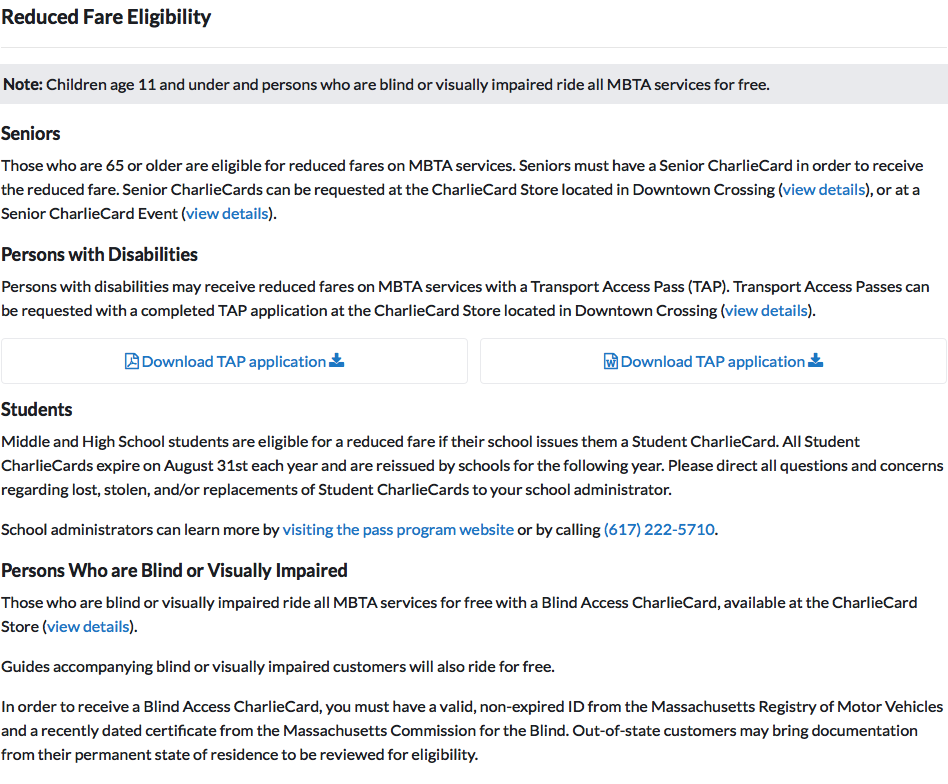 Reduced Fare Eligibility
Note: Children age 11 and under and persons who are blind or visually impaired ride all MBTA services for free.
Seniors
Those who are 65 or older are eligible for reduced fares on MBTA services. Seniors must have a Senior CharlieCard in order to receive
the reduced fare. Senior CharlieCards can be requested at the CharlieCard Store located in Downtown Crossing (view details), or at a
Senior CharlieCard Event (view details).
Persons with Disabilities
Persons with disabilities may receive reduced fares on MBTA services with a Transport Access Pass (TAP). Transport Access Passes can
be requested with a completed TAP application at the CharlieCard Store located in Downtown Crossing (view details).
Download TAP application
Download TAP application
Students
Middle and High School students are eligible for a reduced fare if their school issues them a Student CharlieCard. All Student
CharlieCards expire on August 31st each year and are reissued by schools for the following year. Please direct all questions and concerns
regarding lost, stolen, and/or replacements of Student CharlieCards to your school administrator.
School administrators can learn more by visiting the pass program website or by calling (617) 222-5710.
Persons Who are Blind or Visually Impaired
Those who are blind or visually impaired ride all MBTA services for free with a Blind Access CharlieCard, available at the CharlieCard
Store (view details).
Guides accompanying blind or visually impaired customers will also ride for free.
In order to receive a Blind Access CharlieCard, you must have a valid, non-expired ID from the Massachusetts Registry of Motor Vehicles
and a recently dated certificate from the Massachusetts Commission for the Blind. Out-of-state customers may bring documentation
from their permanent state of residence to be reviewed for eligibility.